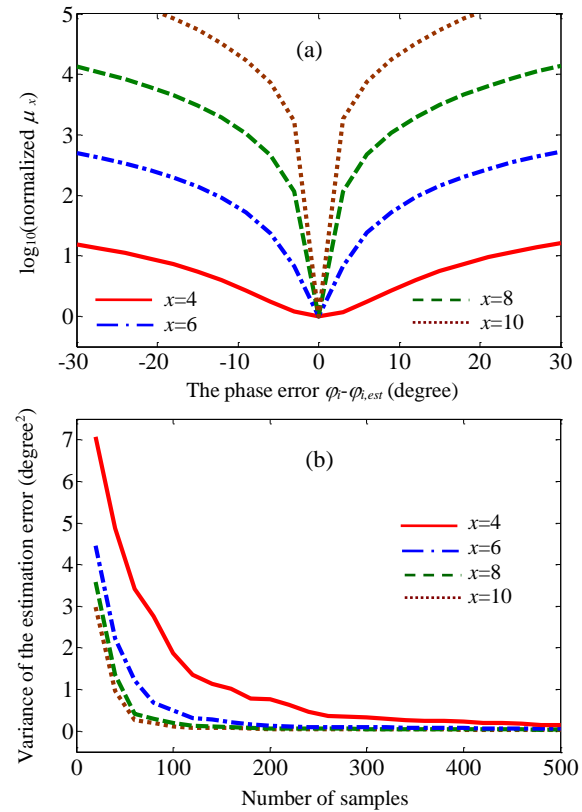 (a)
5
4
3
2
1
0
log10(normalized μ x)
x=4
x=6
x=8
x=10
-30 -20 -10 0 10 20 30
The phase error φi-φi,est (degree)
(b)
7
6
5
4
3
2
1
0
Variance of the estimation error (degree²)
x=4
x=6
x=8
x=10
0 100 200 300 400 500
Number of samples